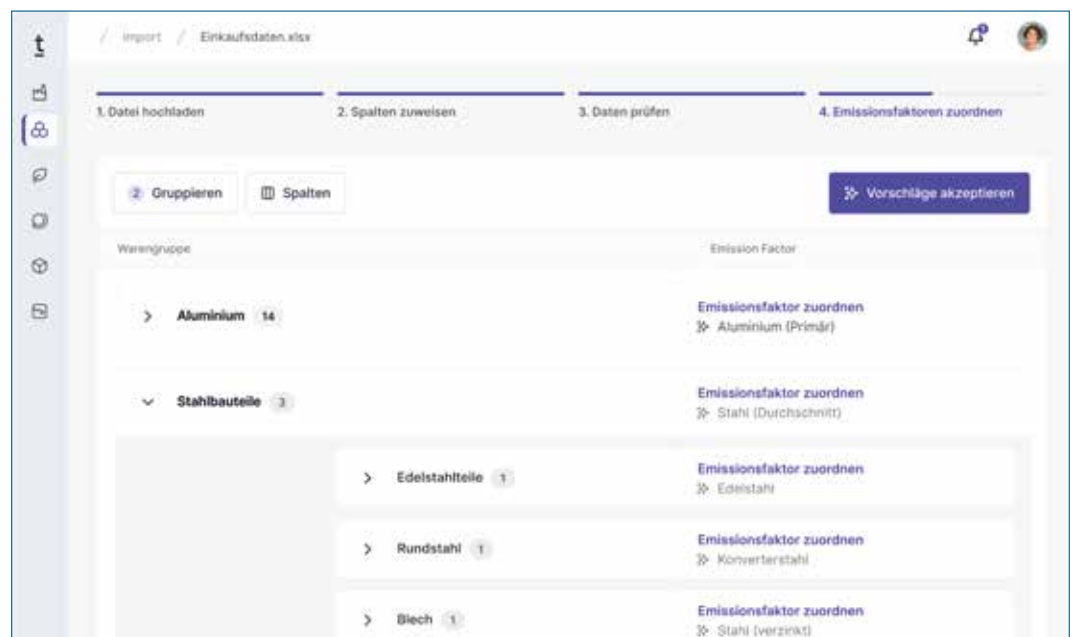 t
/ import / Einkaufsdaten.xlsx
1. Datei hochladen 2. Spalten zuweisen 3. Daten prüfen 4. Emissionsfaktoren zuordnen
2 Gruppieren Spalten Vorschläge akzeptieren
Warengruppe Emission Factor
Emissionsfaktor zuordnen
Aluminium 14
Aluminium (Primär)
Emissionsfaktor zuordnen
Stahlbauteile 3
Stahl (Durchschnitt)
Emissionsfaktor zuordnen
Edelstahlteile 1
Edelstahl
Emissionsfaktor zuordnen
Rundstahl 1
Konverterstahl
Emissionsfaktor zuordnen
Blech 1
Stahl (verzinkt)